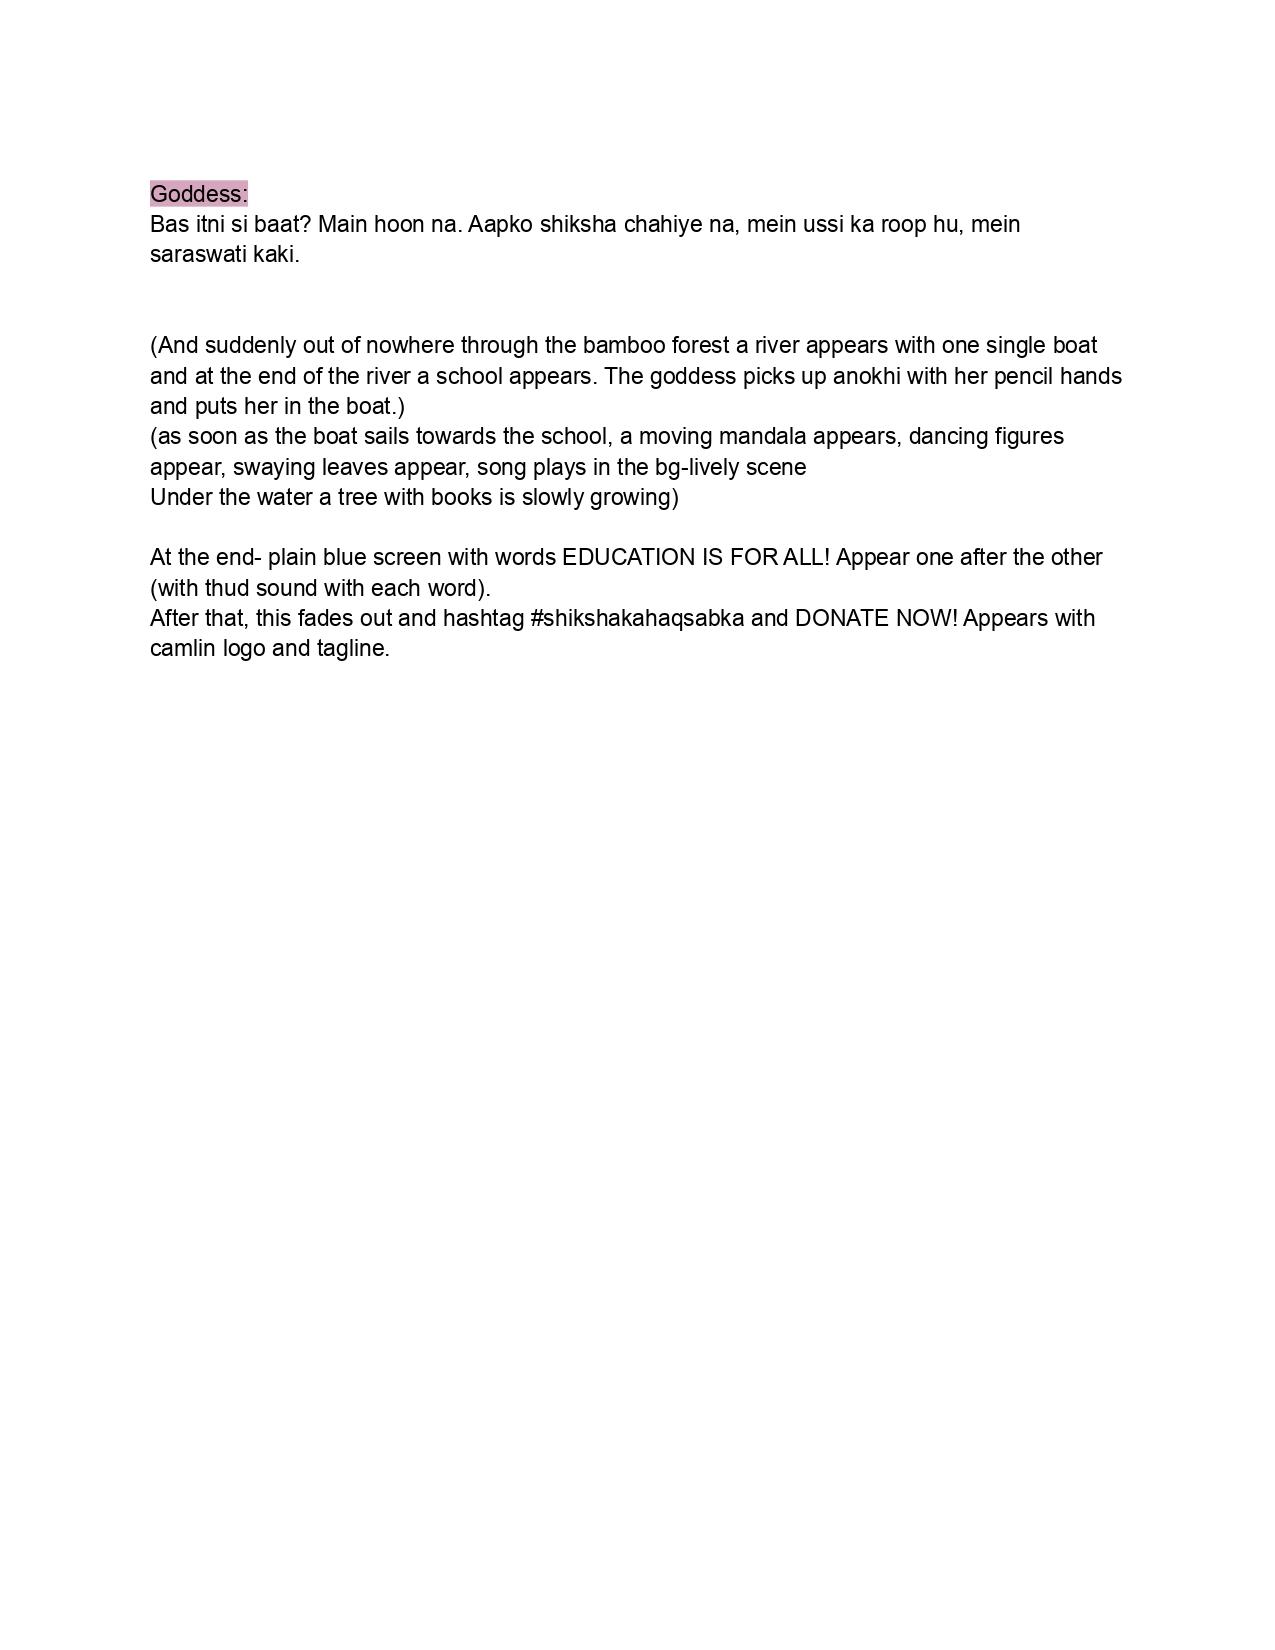 Goddess:
Bas itni si baat? Main hoon na. Aapko shiksha chahiye na, mein ussi ka roop hu, mein
saraswati kaki.
(And suddenly out of nowhere through the bamboo forest a river appears with one single boat
and at the end of the river a school appears. The goddess picks up anokhi with her pencil hands
and puts her in the boat.)
(as soon as the boat sails towards the school, a moving mandala appears, dancing figures
appear, swaying leaves appear, song plays in the bg-lively scene
Under the water a tree with books is slowly growing)
At the end- plain blue screen with words EDUCATION IS FOR ALL! Appear one after the other
(with thud sound with each word).
After that, this fades out and hashtag #shikshakahaqsabka and DONATE NOW! Appears with
camlin logo and tagline.